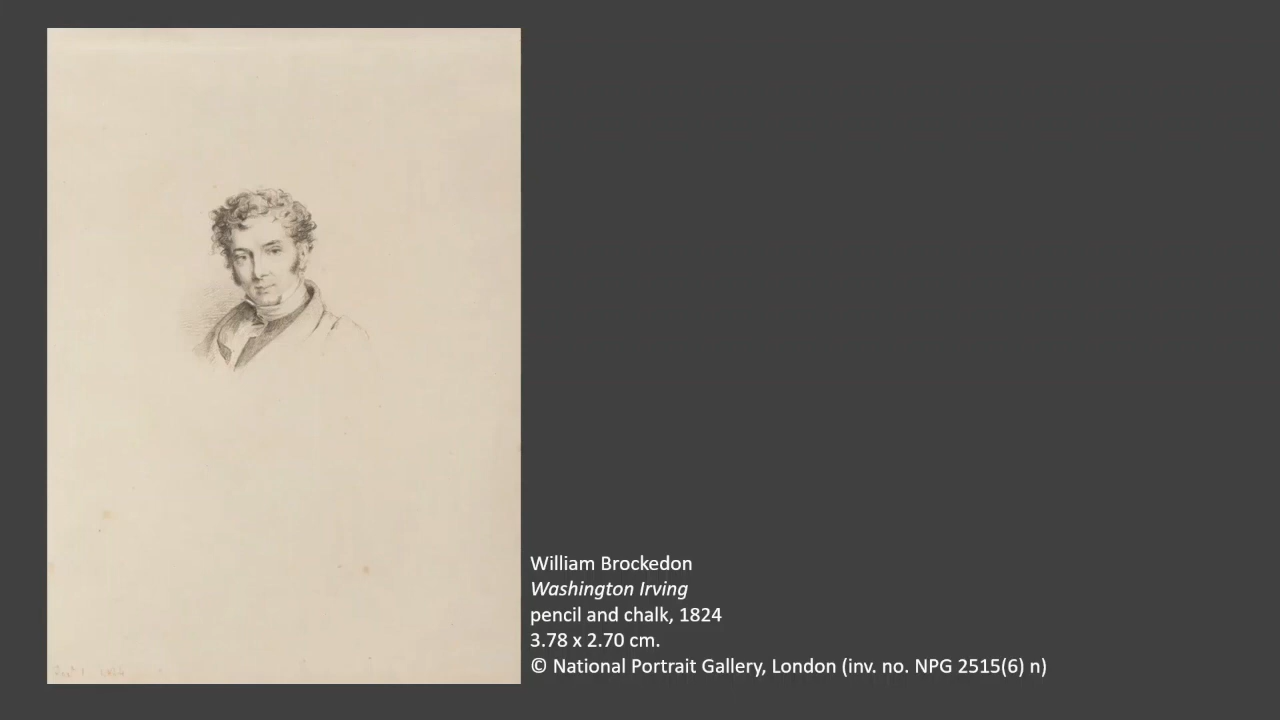 William Brockedon
Washington Irving
pencil and chalk, 1824
3.78 x 2.70 cm.
© National Portrait Gallery, London (inv. no. NPG 2515(6) n)